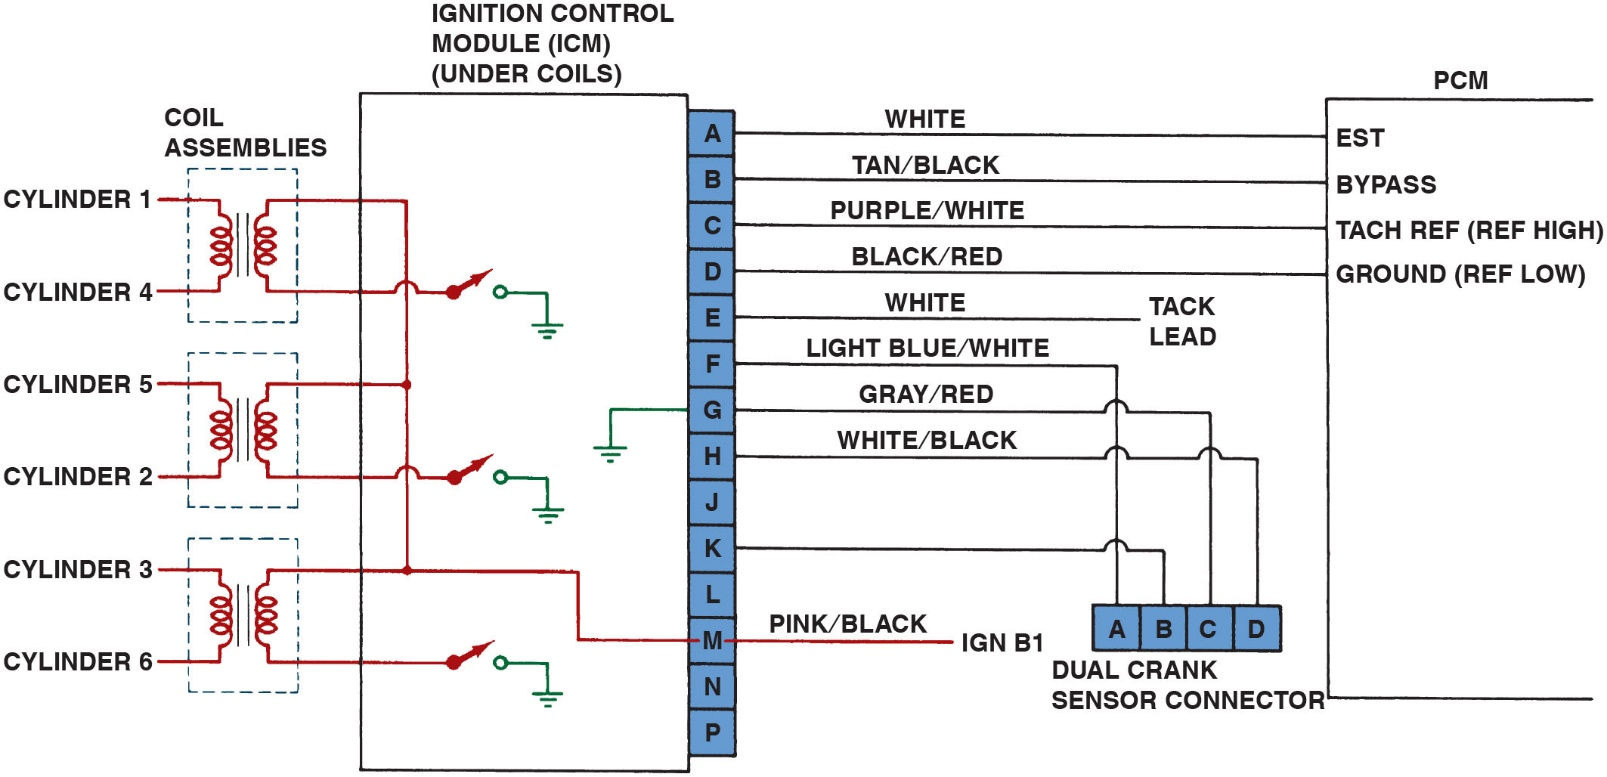 IGNITION CONTROL
MODULE (ICM)
(UNDER COILS)
PCM
COIL
ASSEMBLIES
CYLINDER 1
CYLINDER 4
CYLINDER 5
CYLINDER 2
CYLINDER 3
CYLINDER 6
A
B
C
D
E
F
G
H
J
K
L
M
N
P
WHITE
TAN/BLACK
PURPLE/WHITE
BLACK/RED
WHITE
LIGHT BLUE/WHITE
GRAY/RED
WHITE/BLACK
PINK/BLACK
EST
BYPASS
TACH REF (REF HIGH)
GROUND (REF LOW)
TACK
LEAD
IGN B1
A B C D
DUAL CRANK
SENSOR CONNECTOR